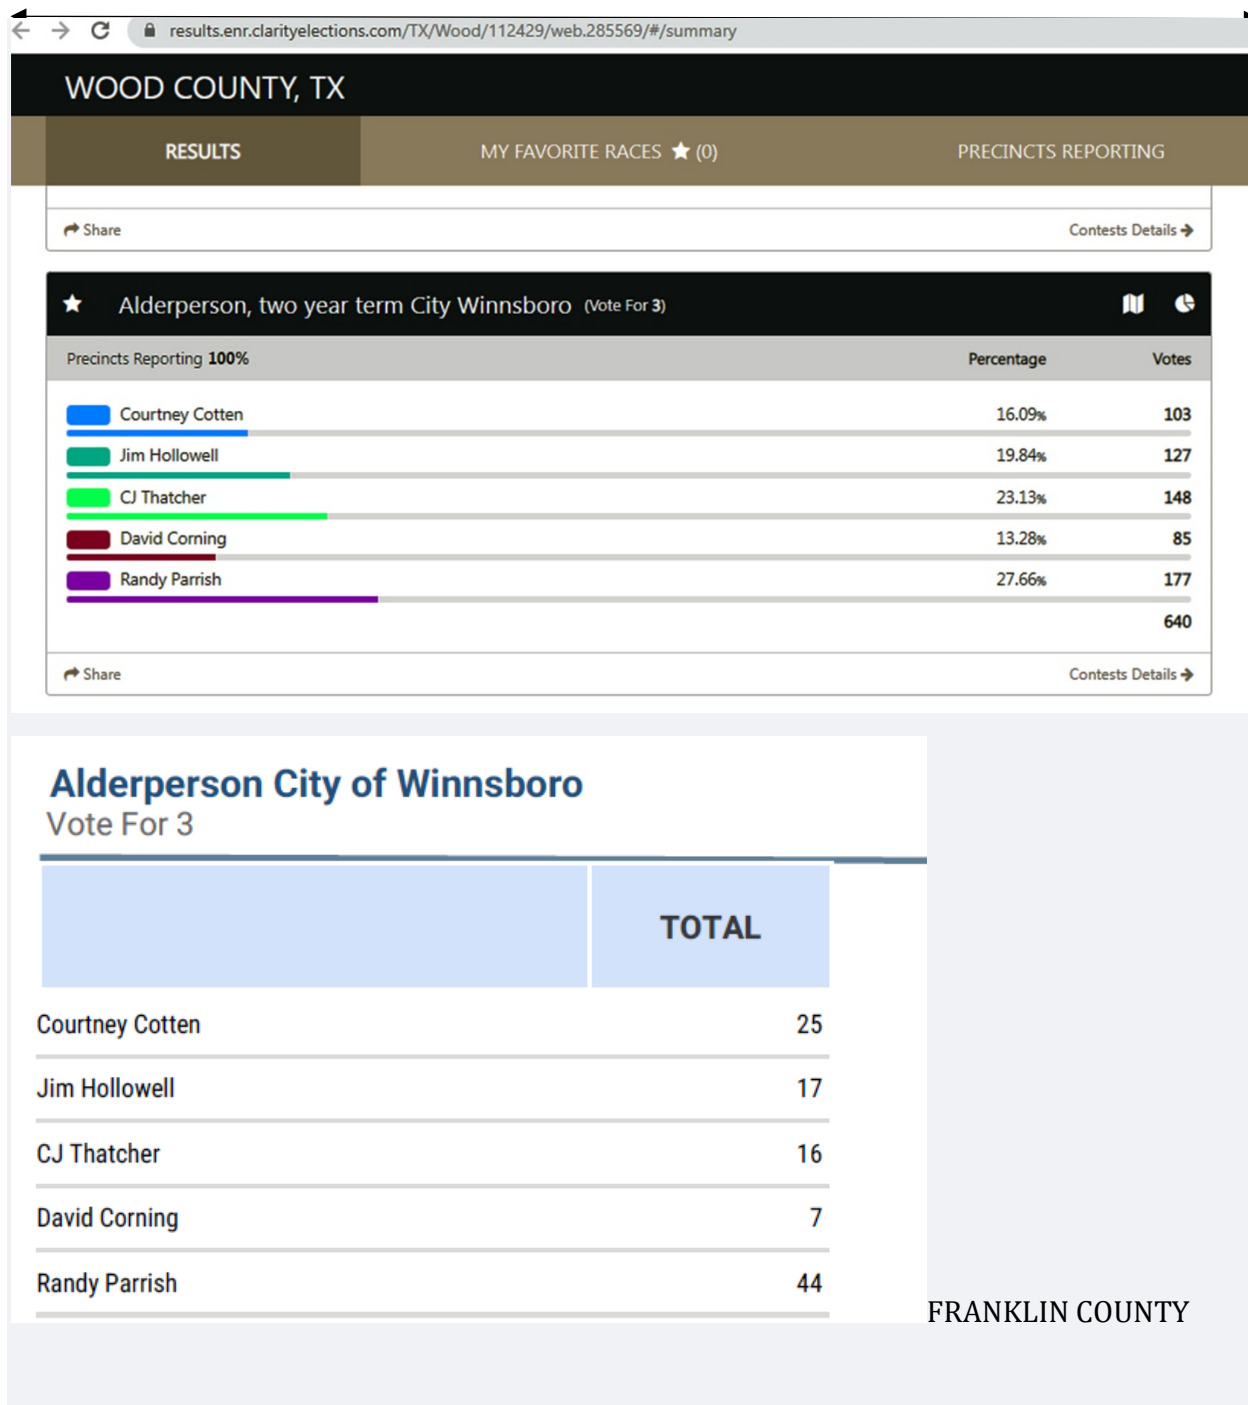 results.enr.clarityelections.com/TX/Wood/112429/web.285569/#/summary
WOOD COUNTY, TX
RESULTS MY FAVORITE RACES ★ (0) PRECINCTS REPORTING
Share Contests Details
Alderperson, two year term City Winnsboro (Vote For 3)
Precincts Reporting 100% Percentage Votes
Courtney Cotten 16.09% 103
Jim Hollowell 19.84% 127
CJ Thatcher 23.13% 148
David Corning 13.28% 85
Randy Parrish 27.66% 177
640
Share Contests Details
Alderperson City of Winnsboro
Vote For 3
TOTAL
Courtney Cotten 25
Jim Hollowell 17
CJ Thatcher 16
David Corning 7
Randy Parrish 44
FRANKLIN COUNTY